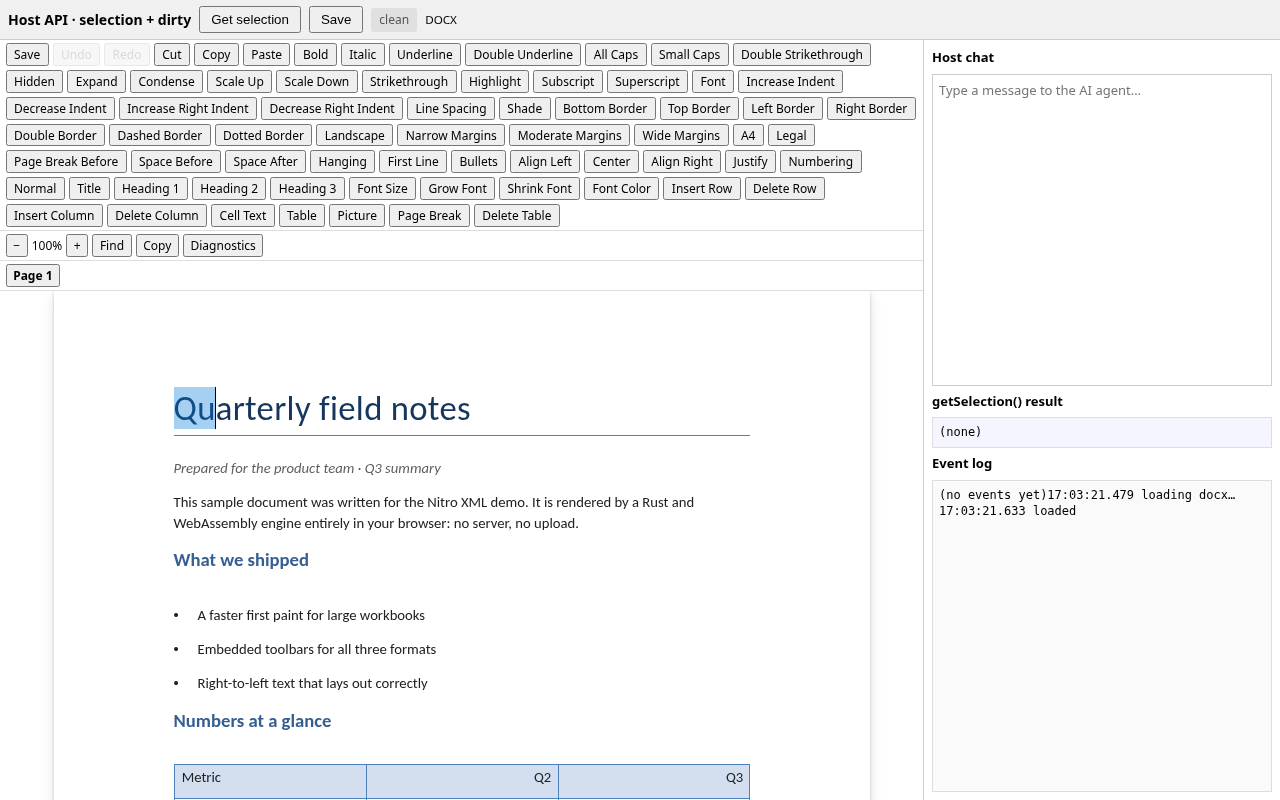 Host API · selection + dirty Get selection Save clean DOCX
Save Undo Redo Cut Copy Paste Bold Italic Underline Double Underline All Caps Small Caps Double Strikethrough
Hidden Expand Condense Scale Up Scale Down Strikethrough Highlight Subscript Superscript Font Increase Indent
Decrease Indent Increase Right Indent Decrease Right Indent Line Spacing Shade Bottom Border Top Border Left Border Right Border
Double Border Dashed Border Dotted Border Landscape Narrow Margins Moderate Margins Wide Margins A4 Legal
Page Break Before Space Before Space After Hanging First Line Bullets Align Left Center Align Right Justify Numbering
Normal Title Heading 1 Heading 2 Heading 3 Font Size Grow Font Shrink Font Font Color Insert Row Delete Row
Insert Column Delete Column Cell Text Table Picture Page Break Delete Table
− 100% + Find Copy Diagnostics
Page 1
Quarterly field notes
Prepared for the product team · Q3 summary
This sample document was written for the Nitro XML demo. It is rendered by a Rust and
WebAssembly engine entirely in your browser: no server, no upload.
What we shipped
• A faster first paint for large workbooks
• Embedded toolbars for all three formats
• Right-to-left text that lays out correctly
Numbers at a glance
Metric Q2 Q3
Host chat
Type a message to the AI agent…
getSelection() result
(none)
Event log
(no events yet)17:03:21.479 loading docx…
17:03:21.633 loaded